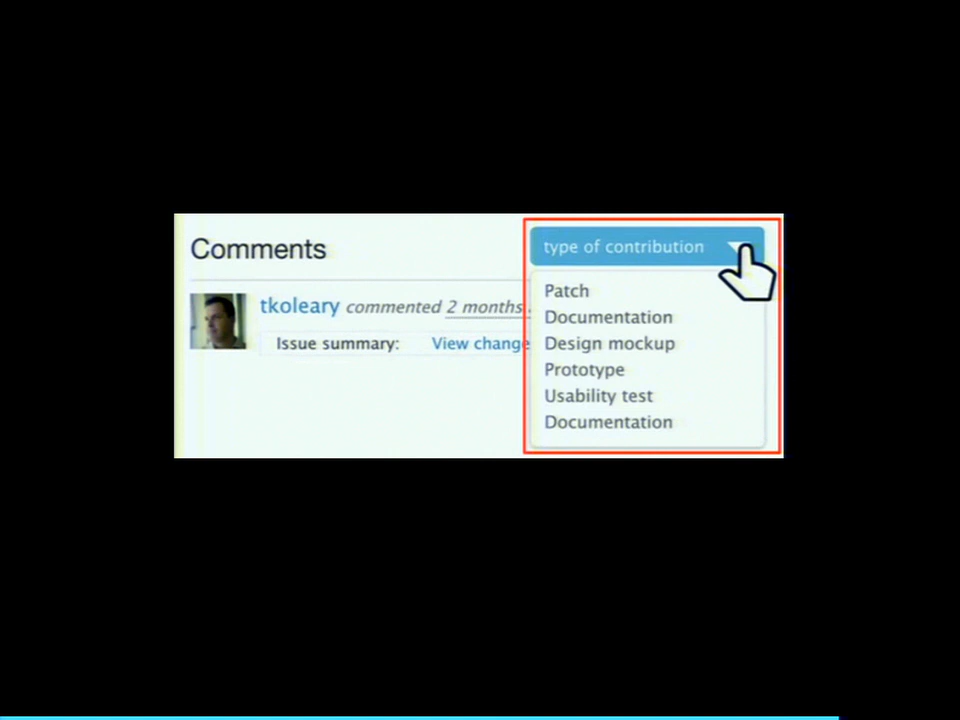 Comments
type of contribution
tkoleary commented 2 months
Issue summary: View change
Patch
Documentation
Design mockup
Prototype
Usability test
Documentation